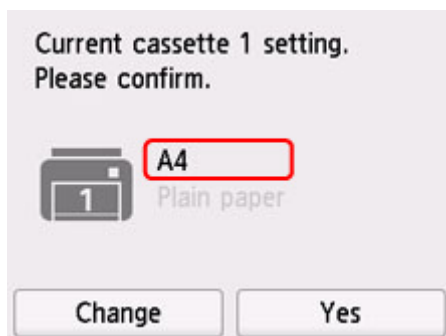 Current cassette 1 setting.
Please confirm.
A4
1
Plain paper
Change
Yes